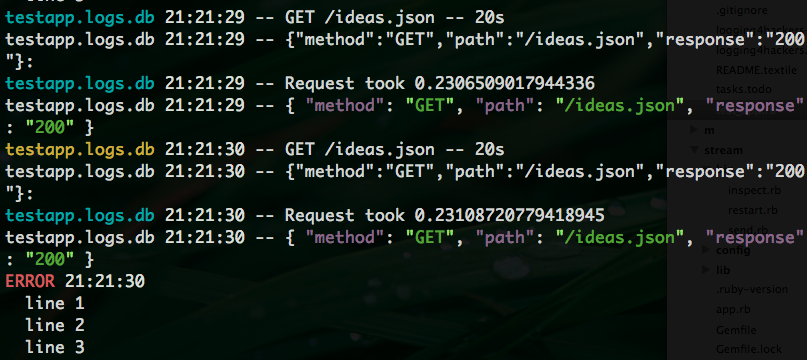 testapp.logs.db 21:21:29 -- GET /ideas.json -- 20s
testapp.logs.db 21:21:29 -- {"method":"GET","path":"/ideas.json","response":"200
"}:
testapp.logs.db 21:21:29 -- Request took 0.2306509017944336
testapp.logs.db 21:21:29 -- { "method": "GET", "path": "/ideas.json", "response"
: "200" }
testapp.logs.db 21:21:30 -- GET /ideas.json -- 20s
testapp.logs.db 21:21:30 -- {"method":"GET","path":"/ideas.json","response":"200
"}:
testapp.logs.db 21:21:30 -- Request took 0.23108720779418945
testapp.logs.db 21:21:30 -- { "method": "GET", "path": "/ideas.json", "response"
: "200" }
ERROR 21:21:30
line 1
line 2
line 3
.gitignore
logging4hackers
README.textile
tasks.todo
m
stream
inspect.rb
restart.rb
send.rb
config
lib
.ruby-version
app.rb
Gemfile
Gemfile.lock